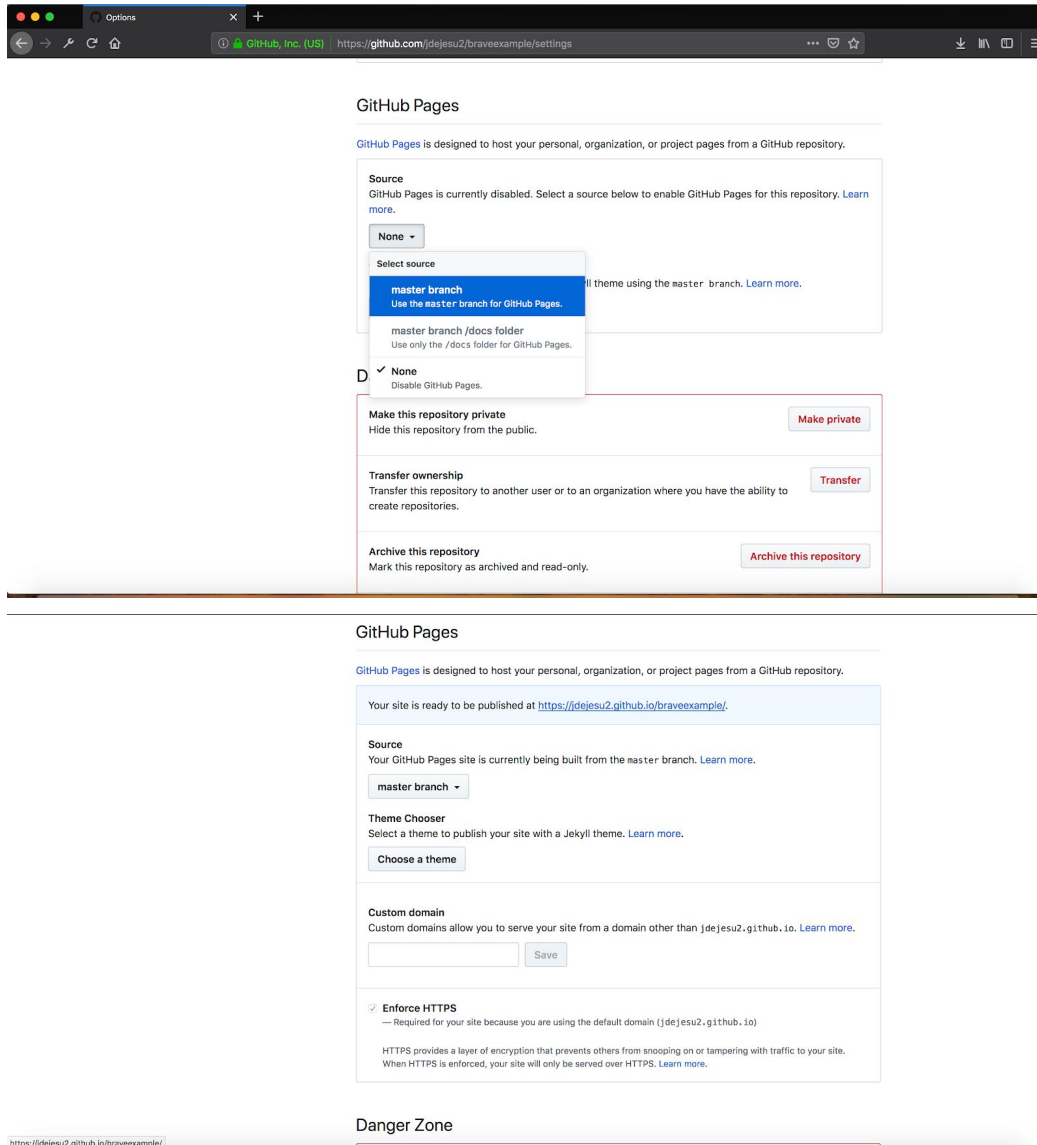 Options
GitHub, Inc. (US) https://github.com/jdejesu2/braveexample/settings
GitHub Pages
GitHub Pages is designed to host your personal, organization, or project pages from a GitHub repository.
Source
GitHub Pages is currently disabled. Select a source below to enable GitHub Pages for this repository. Learn
more.
None
Select source
master branch
ll theme using the master branch. Learn more.
Use the master branch for GitHub Pages.
master branch /docs folder
Use only the /docs folder for GitHub Pages.
D
None
Disable GitHub Pages.
Make this repository private
Hide this repository from the public.
Make private
Transfer ownership
Transfer this repository to another user or to an organization where you have the ability to
create repositories.
Transfer
Archive this repository
Mark this repository as archived and read-only.
Archive this repository
GitHub Pages
GitHub Pages is designed to host your personal, organization, or project pages from a GitHub repository.
Your site is ready to be published at https://jdejesu2.github.io/braveexample/.
Source
Your GitHub Pages site is currently being built from the master branch. Learn more.
master branch
Theme Chooser
Select a theme to publish your site with a Jekyll theme. Learn more.
Choose a theme
Custom domain
Custom domains allow you to serve your site from a domain other than jdejesu2.github.io. Learn more.
Save
Enforce HTTPS
— Required for your site because you are using the default domain (jdejesu2.github.io)
HTTPS provides a layer of encryption that prevents others from snooping on or tampering with traffic to your site.
When HTTPS is enforced, your site will only be served over HTTPS. Learn more.
Danger Zone
https://jdejesu2.github.io/braveexample/